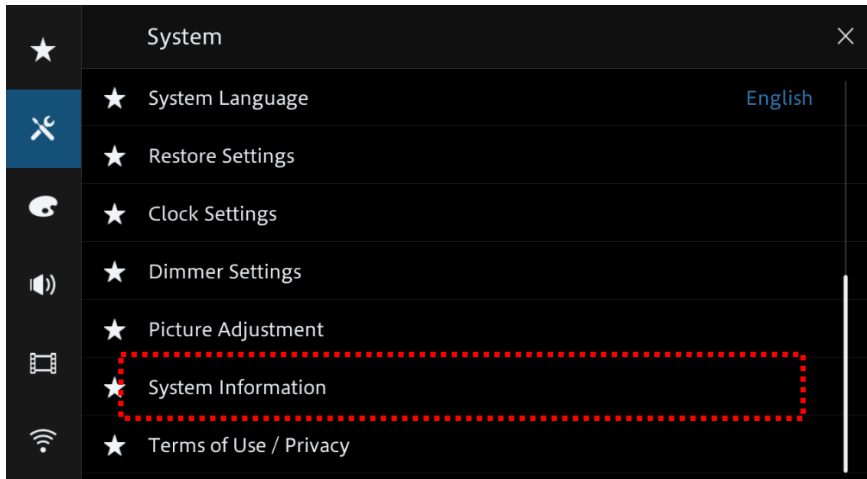 System
System Language English
Restore Settings
Clock Settings
Dimmer Settings
Picture Adjustment
System Information
Terms of Use / Privacy